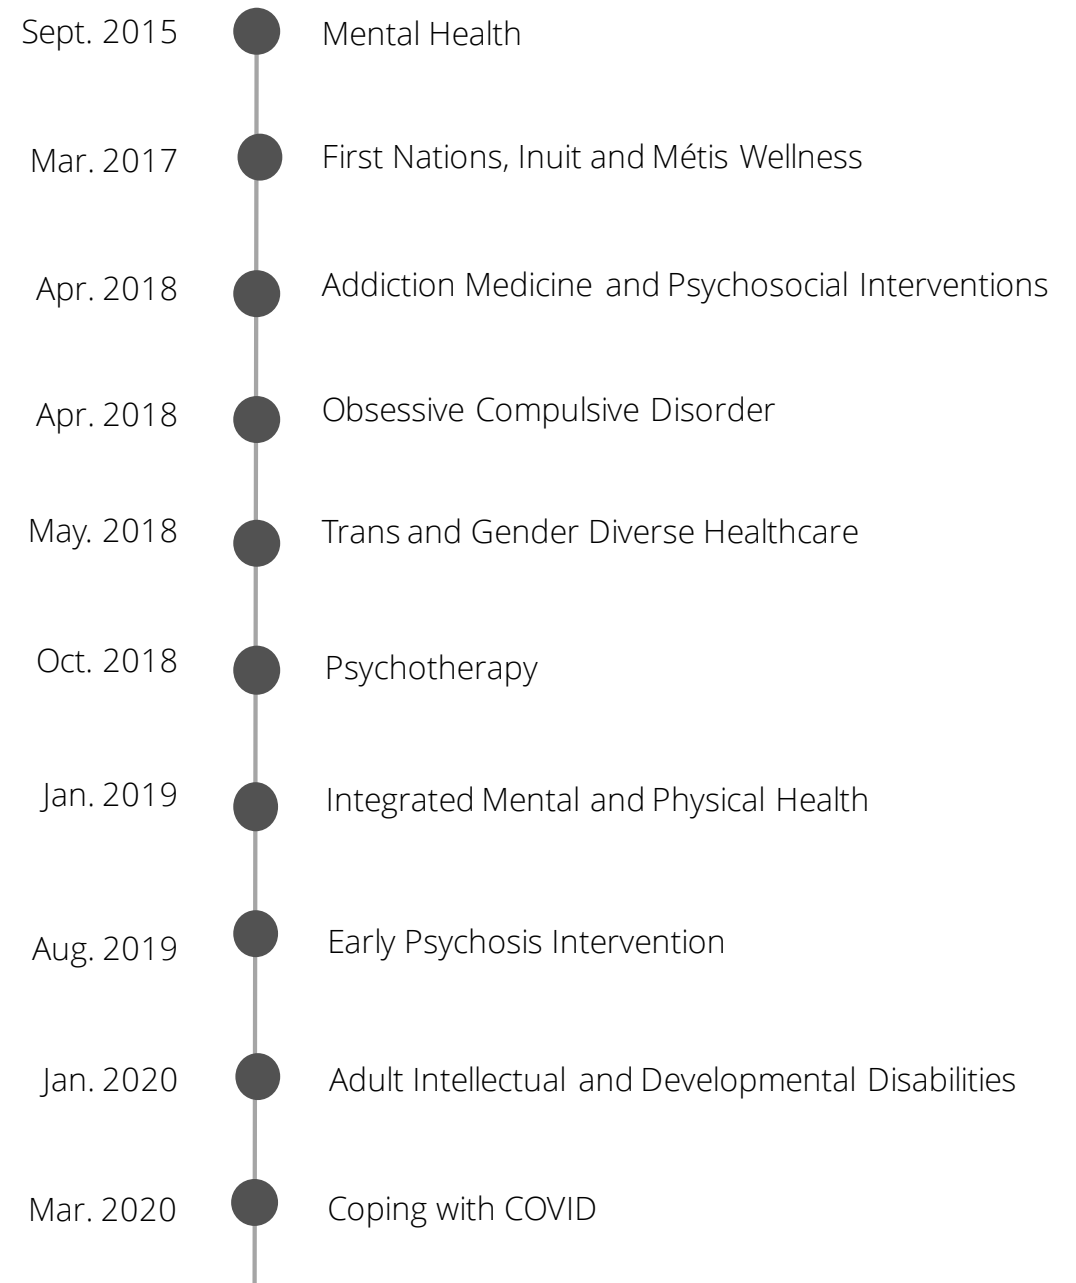 Sept. 2015 Mental Health
Mar. 2017 First Nations, Inuit and Métis Wellness
Apr. 2018 Addiction Medicine and Psychosocial Interventions
Apr. 2018 Obsessive Compulsive Disorder
May. 2018 Trans and Gender Diverse Healthcare
Oct. 2018 Psychotherapy
Jan. 2019 Integrated Mental and Physical Health
Aug. 2019 Early Psychosis Intervention
Jan. 2020 Adult Intellectual and Developmental Disabilities
Mar. 2020 Coping with COVID